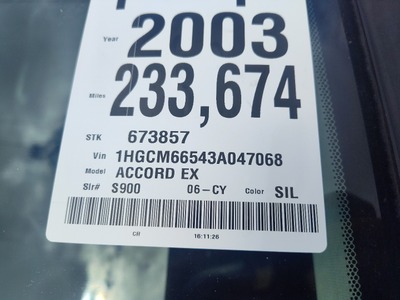 Year 2003
Miles 233,674
STK 673857
Vin 1HGCM66543A047068
Model ACCORD EX
Slr# S900 06-CY Color SIL
CR 16:11:26